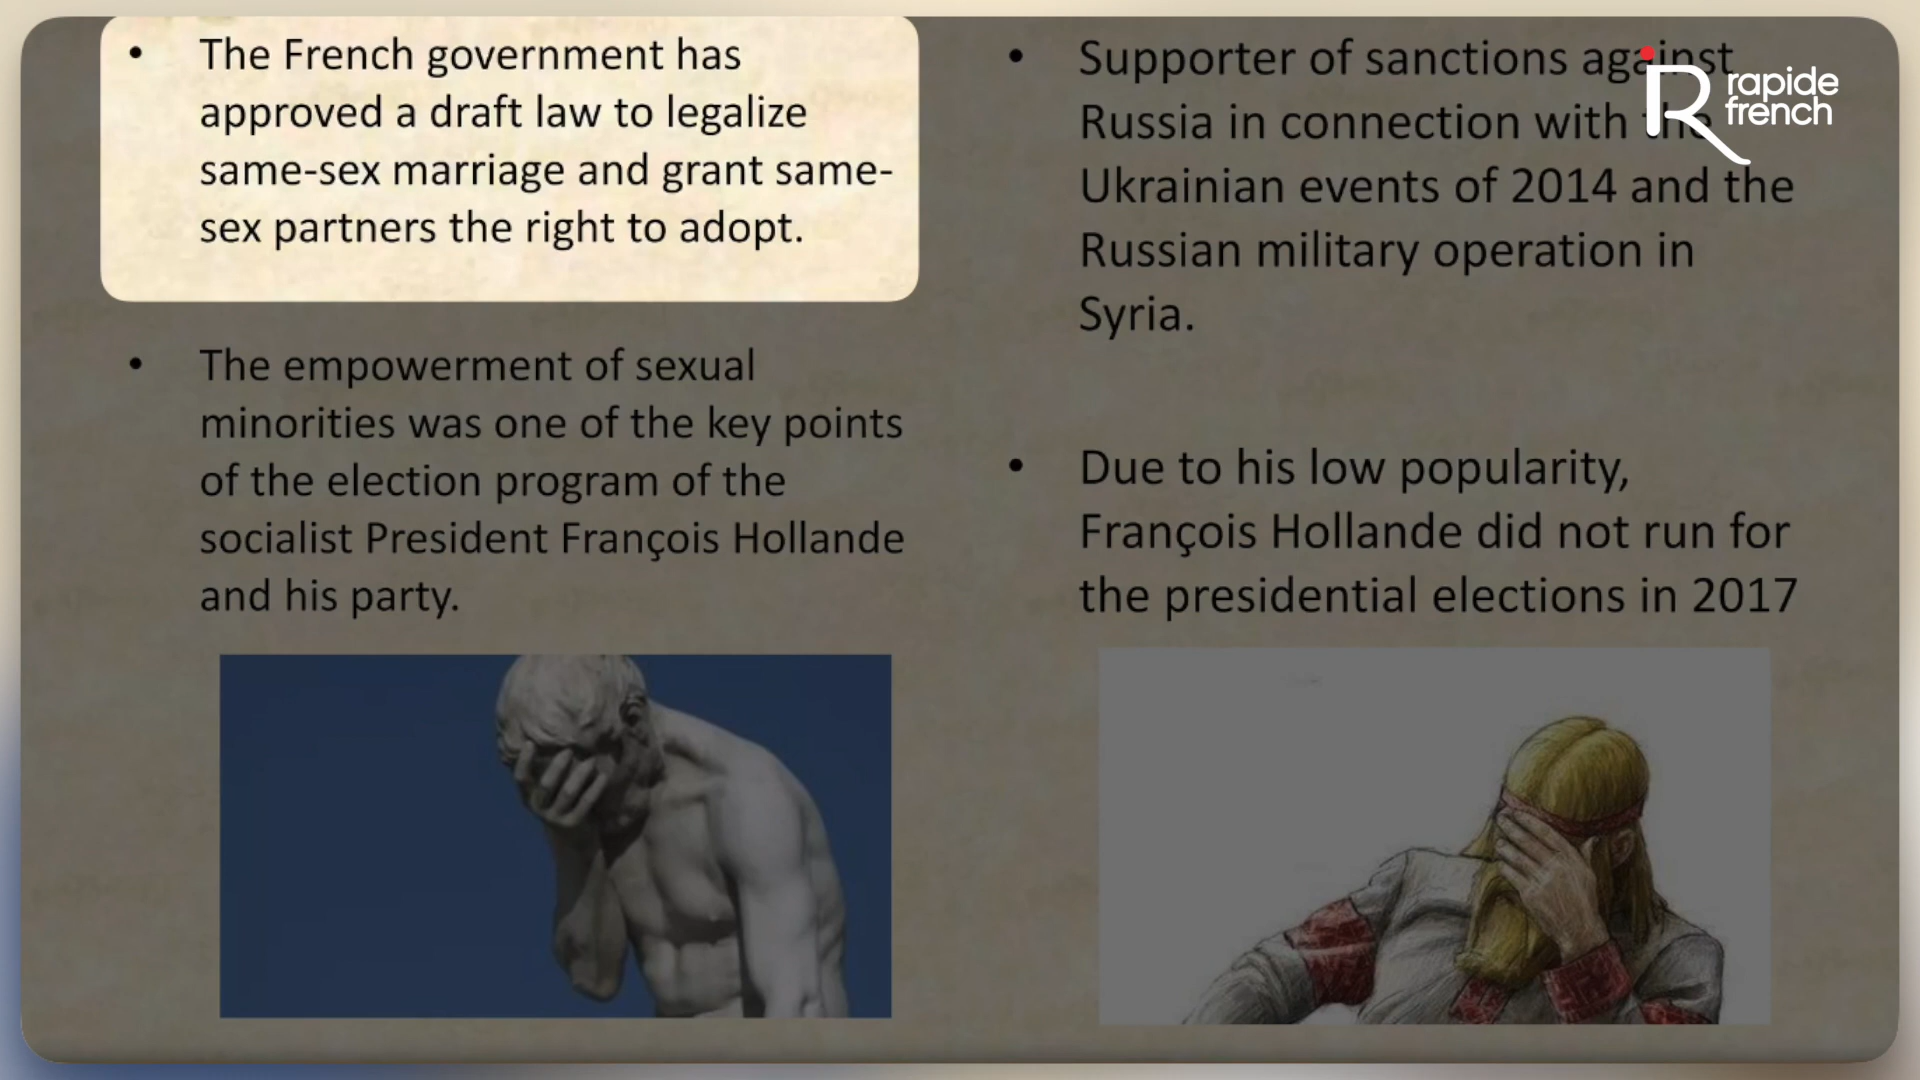 • The French government has
approved a draft law to legalize
same-sex marriage and grant same-
sex partners the right to adopt.
• The empowerment of sexual
minorities was one of the key points
of the election program of the
socialist President François Hollande
and his party.
• Supporter of sanctions against
Russia in connection with the
Ukrainian events of 2014 and the
Russian military operation in
Syria.
• Due to his low popularity,
François Hollande did not run for
the presidential elections in 2017
rapide
french